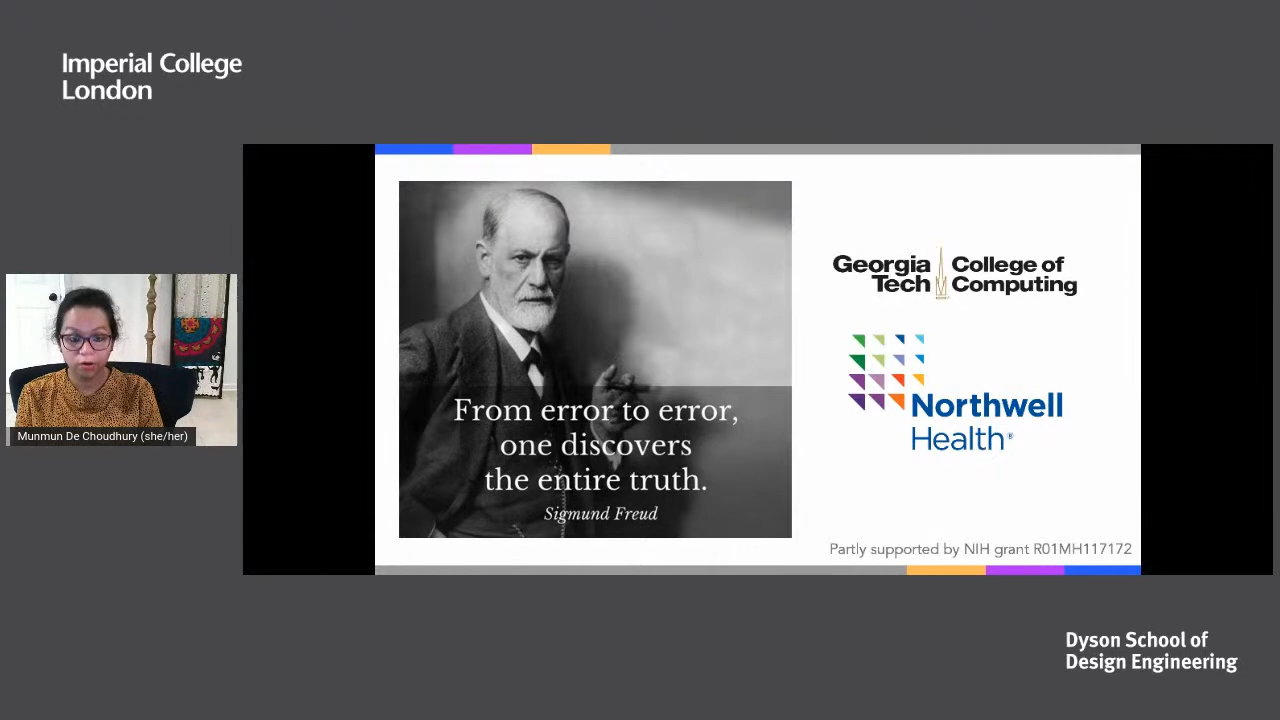 Imperial College
London
Munmun De Choudhury (she/her)
From error to error,
one discovers
the entire truth.
Sigmund Freud
Georgia
Tech
College of
Computing
Northwell
Health®
Partly supported by NIH grant R01MH117172
Dyson School of
Design Engineering